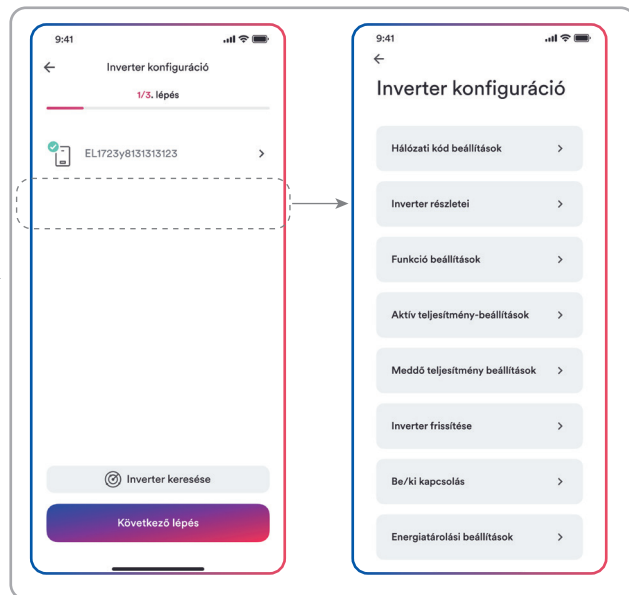 9:41
Inverter konfiguráció
1/3. lépés
EL1723y8131313123
Inverter keresése
Következő lépés
9:41
Inverter konfiguráció
Hálózati kód beállítások
Inverter részletei
Funkció beállítások
Aktív teljesítmény-beállítások
Meddő teljesítmény beállítások
Inverter frissítése
Be/ki kapcsolás
Energiatárolási beállítások